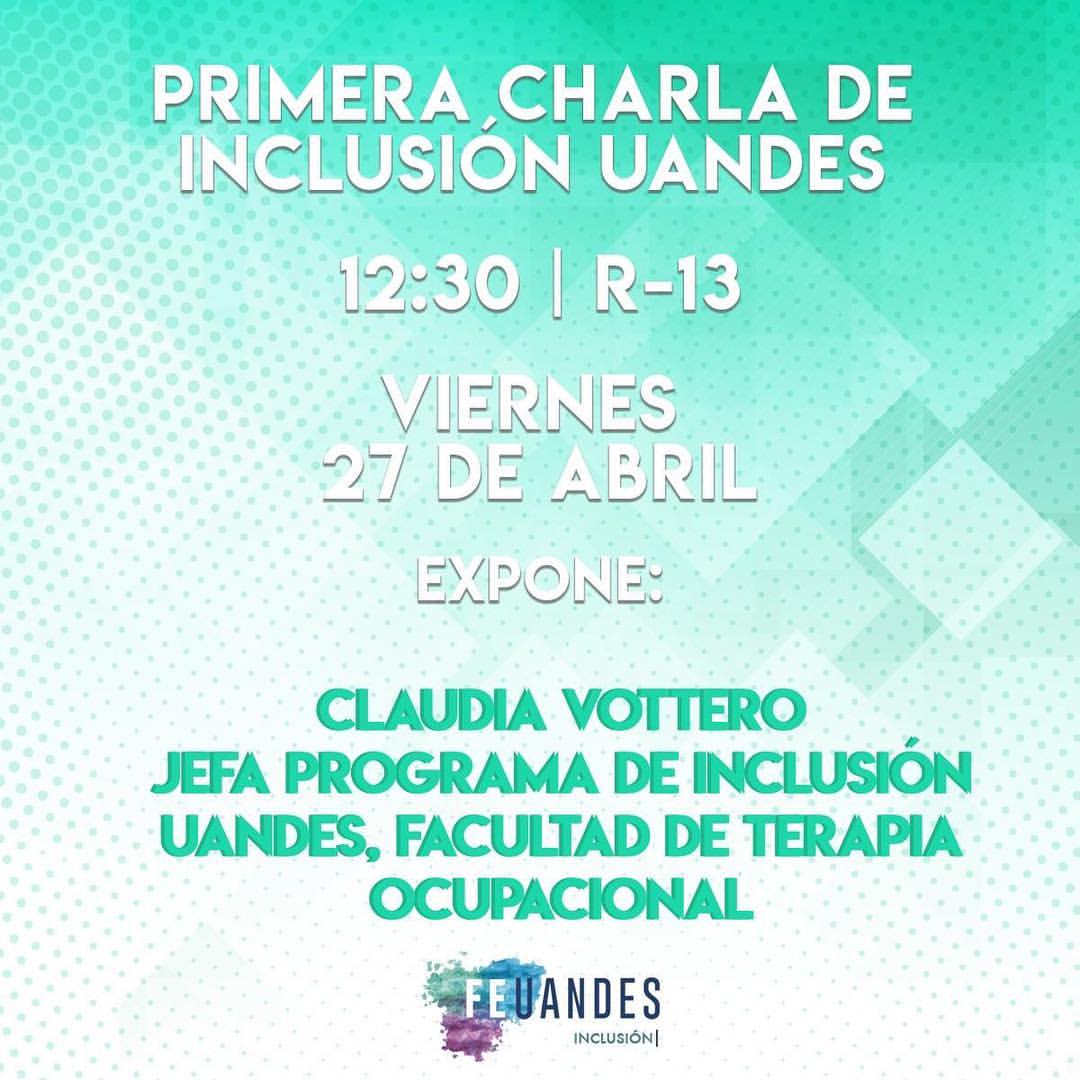 PRIMERA CHARLA DE
INCLUSIÓN UANDES
12:30 | R-13
VIERNES
27 DE ABRIL
EXPONE:
CLAUDIA VOTTERO
JEFA PROGRAMA DE INCLUSIÓN
UANDES, FACULTAD DE TERAPIA
OCUPACIONAL
FEUANDES
INCLUSIÓN|